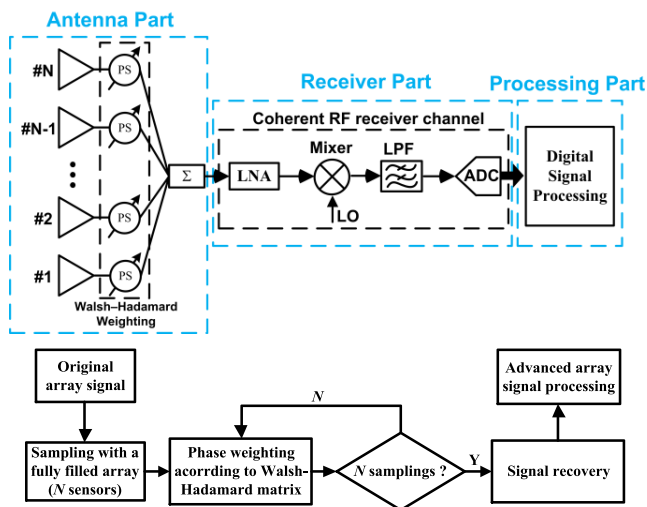 Antenna Part
#N
PS
#N-1
PS
#2
PS
#1
PS
Walsh–Hadamard
Weighting
Σ
Receiver Part
Coherent RF receiver channel
LNA
Mixer
LO
LPF
ADC
Processing Part
Digital
Signal
Processing
Original
array signal
Sampling with a
fully filled array
(N sensors)
Phase weighting
acorrding to Walsh-
Hadamard matrix
N
N samplings ?
Y
Signal recovery
Advanced array
signal processing